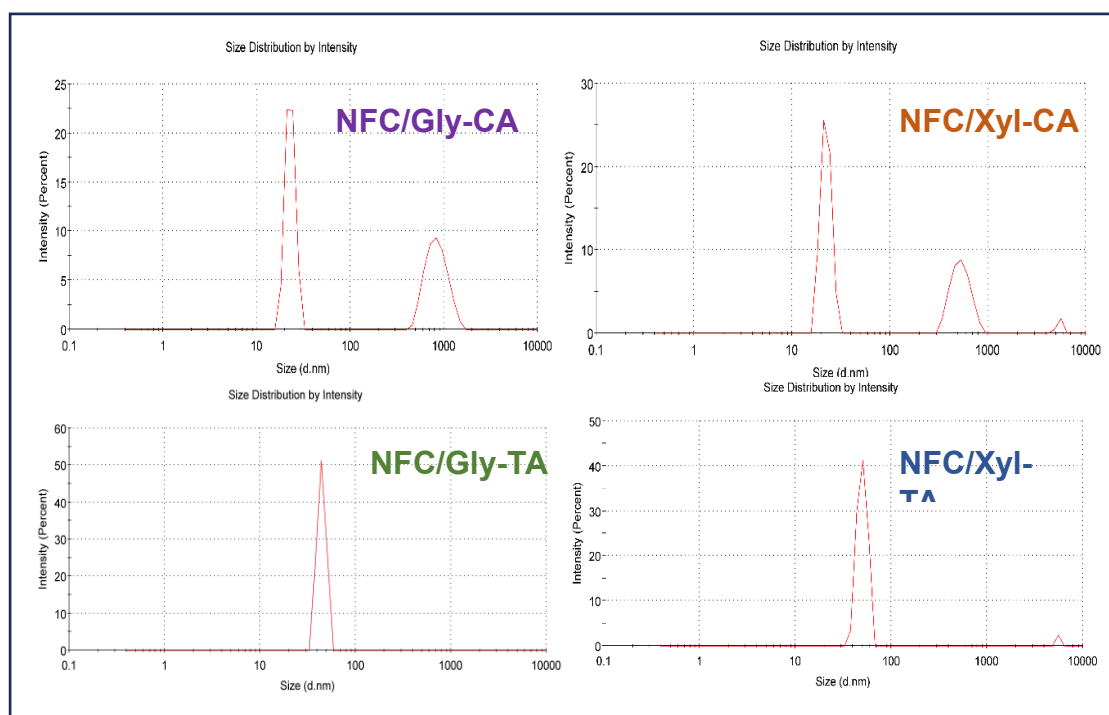 Size Distribution by Intensity
25
20
15
10
5
0
Intensity (Percent)
0.1 1 10 100 1000 10000
Size (d.nm)
NFC/Gly-CA
Size Distribution by Intensity
30
20
10
0
Intensity (Percent)
0.1 1 10 100 1000 10000
Size (d.nm)
NFC/Xyl-CA
Size Distribution by Intensity
60
50
40
30
20
10
0
Intensity (Percent)
0.1 1 10 100 1000 10000
Size (d.nm)
NFC/Gly-TA
Size Distribution by Intensity
50
40
30
20
10
0
Intensity (Percent)
0.1 1 10 100 1000 10000
Size (d.nm)
NFC/Xyl-
TA